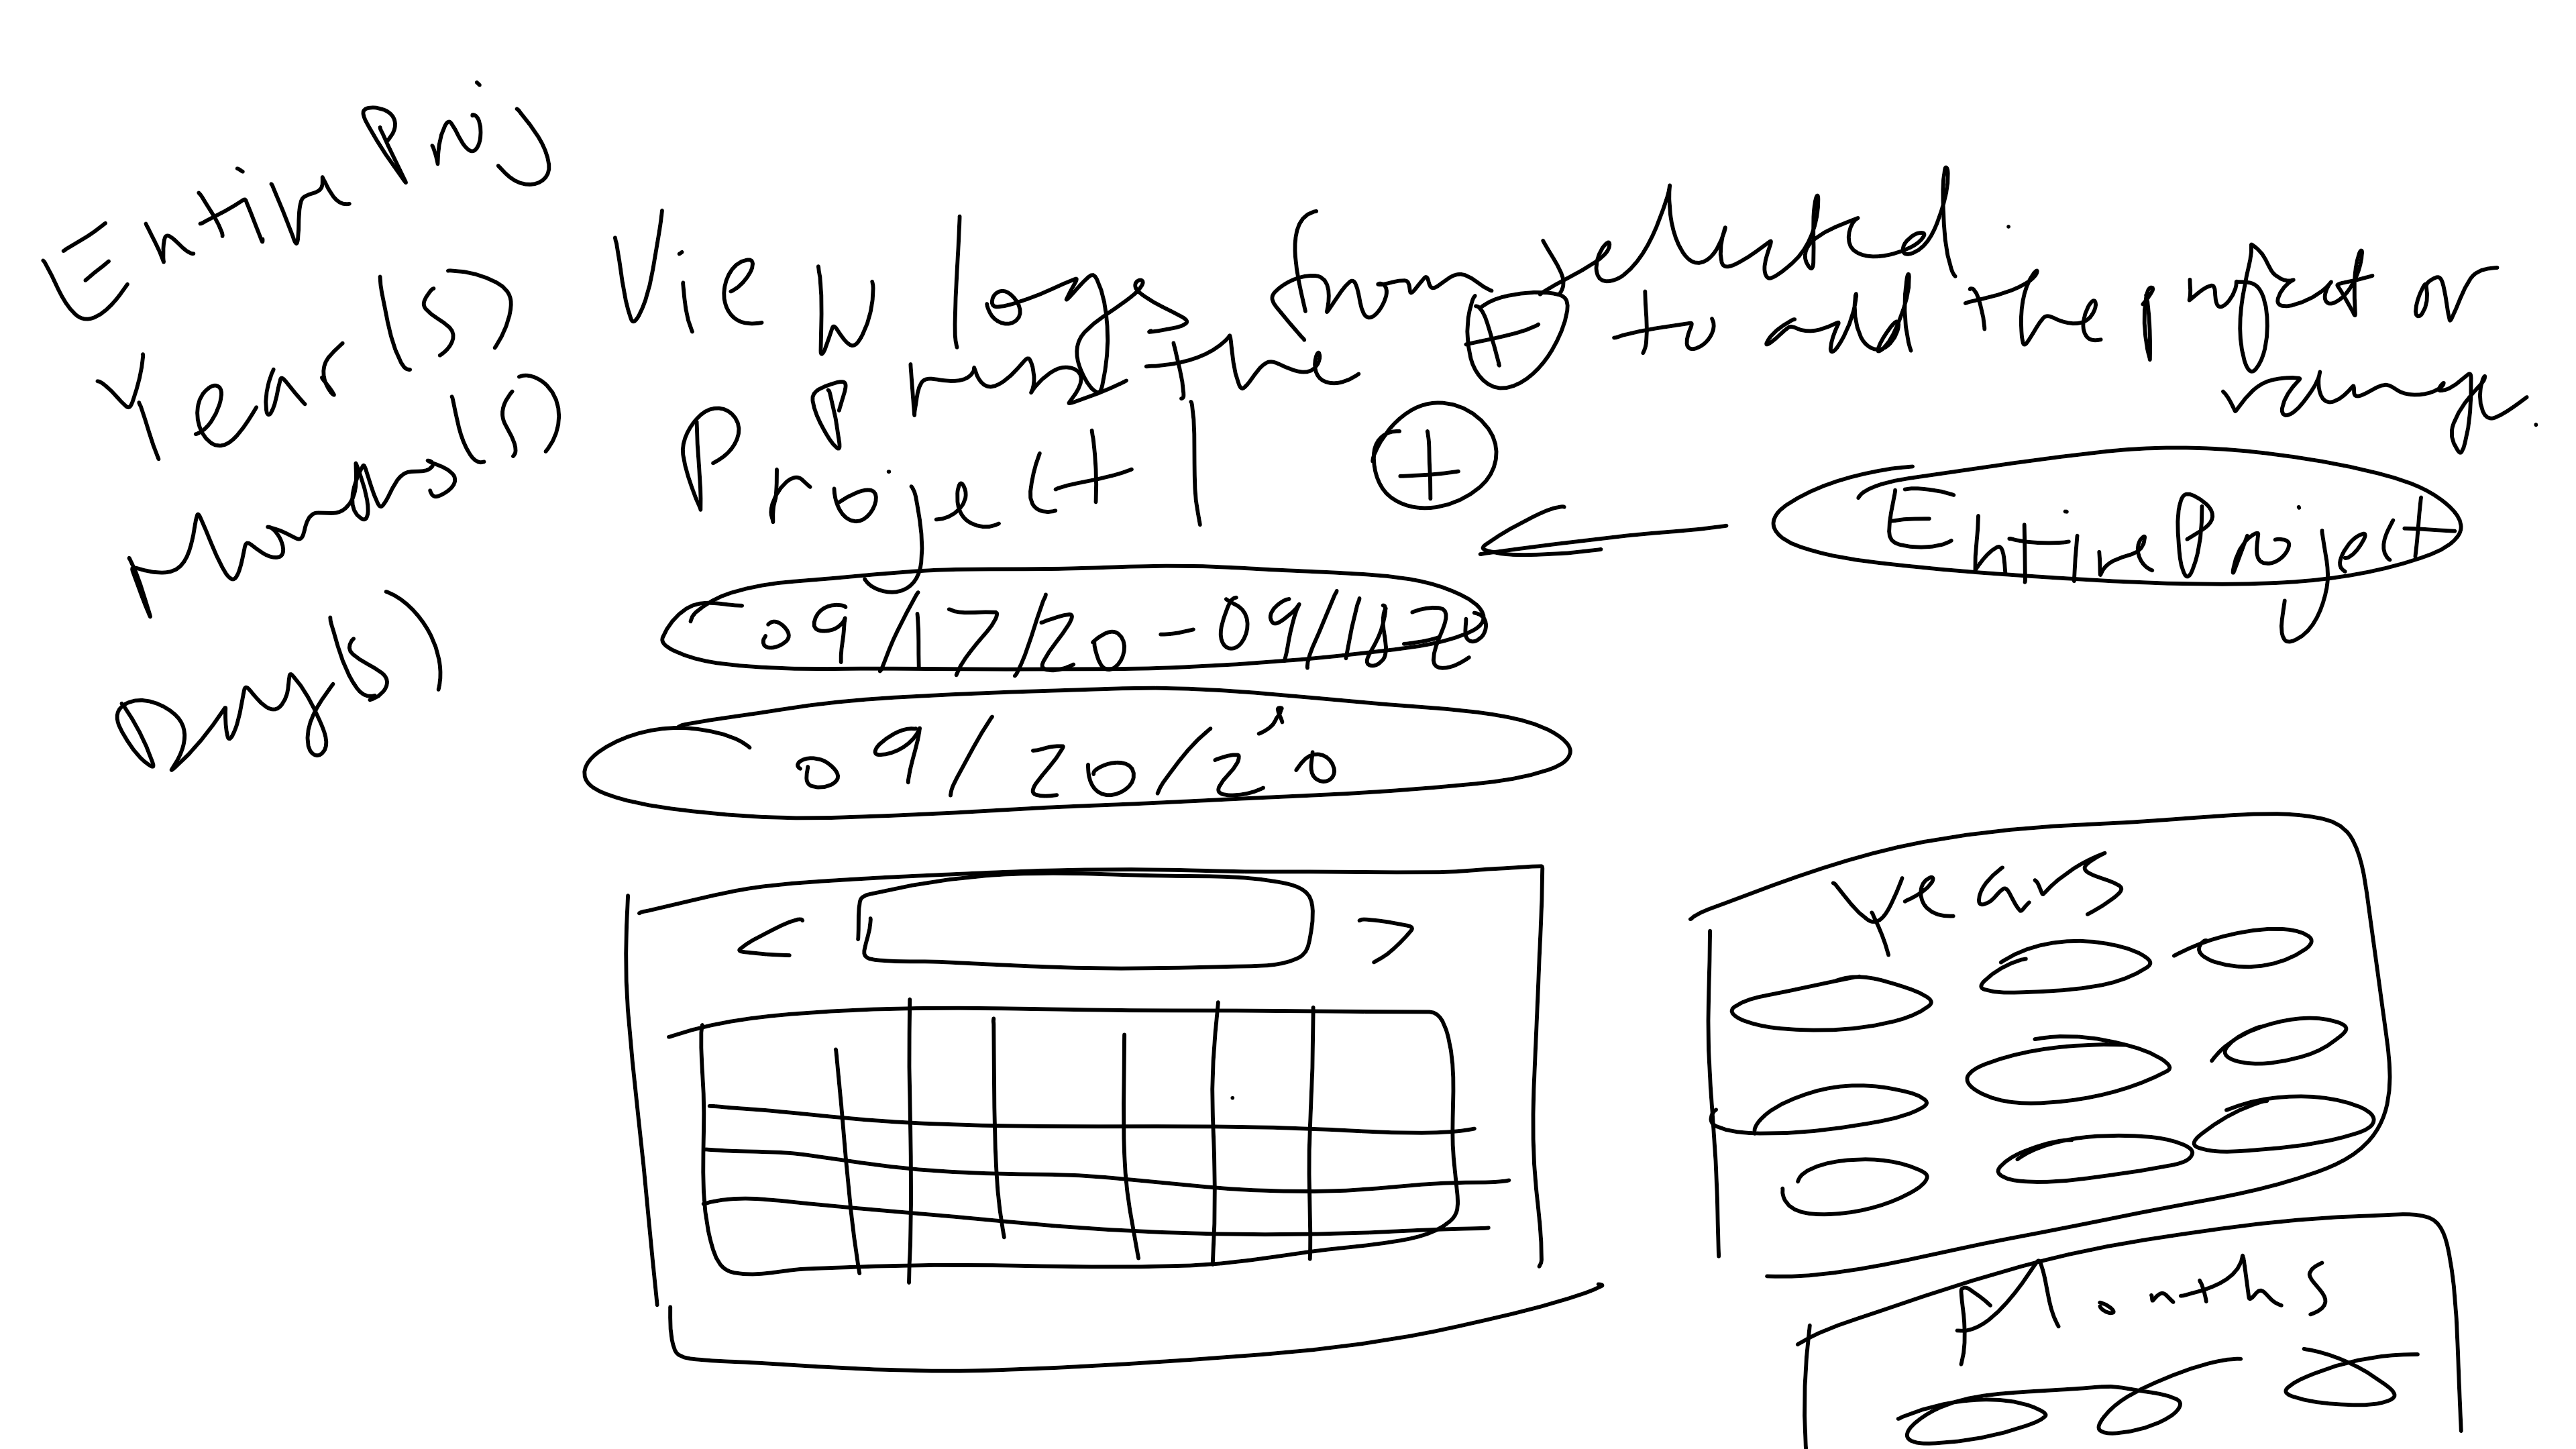 Entire Proj
Year(s)
Months(s)
Day(s)
View logs from selected.
Press the + to add the project or
range.
Project 1 +
Entire Project
09/17/20-09/18/20
09/20/20
< >
years
Months